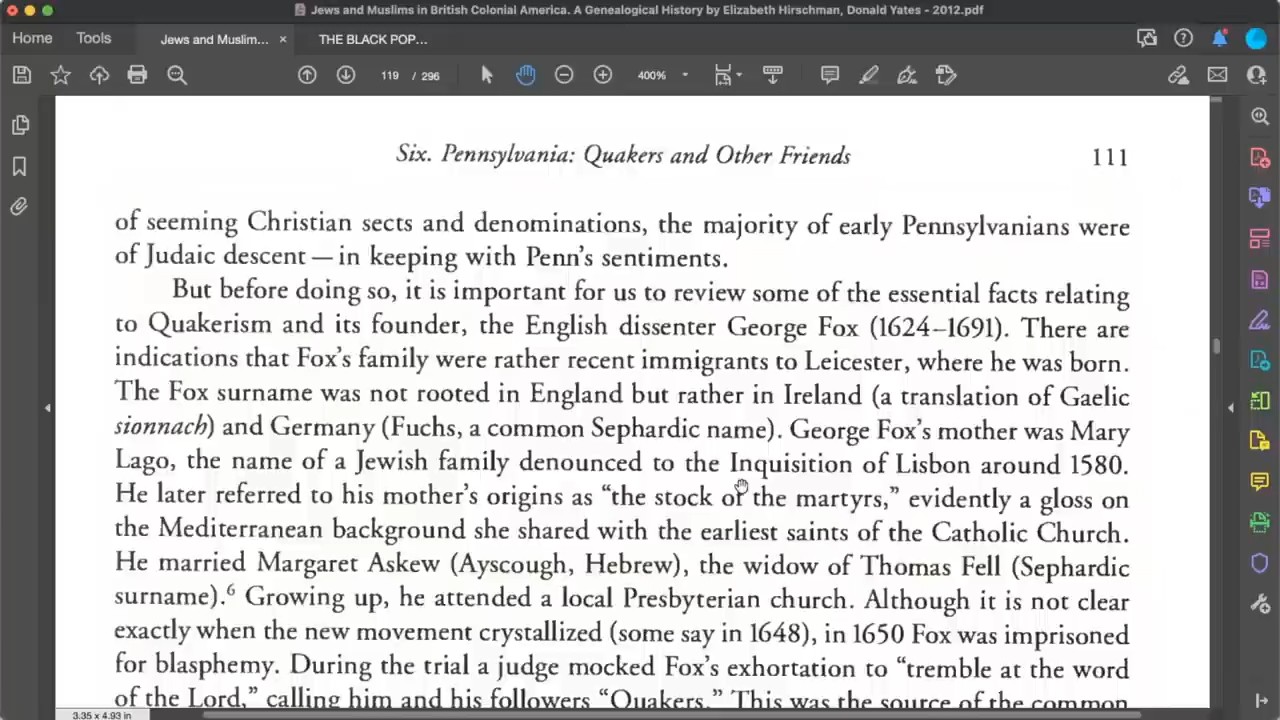 Jews and Muslims in British Colonial America. A Genealogical History by Elizabeth Hirschman, Donald Yates - 2012.pdf
Home Tools Jews and Muslim... × THE BLACK POP...
119 / 296 400%
Six. Pennsylvania: Quakers and Other Friends 111
of seeming Christian sects and denominations, the majority of early Pennsylvanians were
of Judaic descent — in keeping with Penn's sentiments.
But before doing so, it is important for us to review some of the essential facts relating
to Quakerism and its founder, the English dissenter George Fox (1624–1691). There are
indications that Fox's family were rather recent immigrants to Leicester, where he was born.
The Fox surname was not rooted in England but rather in Ireland (a translation of Gaelic
sionnach) and Germany (Fuchs, a common Sephardic name). George Fox's mother was Mary
Lago, the name of a Jewish family denounced to the Inquisition of Lisbon around 1580.
He later referred to his mother's origins as “the stock of the martyrs,” evidently a gloss on
the Mediterranean background she shared with the earliest saints of the Catholic Church.
He married Margaret Askew (Ayscough, Hebrew), the widow of Thomas Fell (Sephardic
surname).6 Growing up, he attended a local Presbyterian church. Although it is not clear
exactly when the new movement crystallized (some say in 1648), in 1650 Fox was imprisoned
for blasphemy. During the trial a judge mocked Fox's exhortation to “tremble at the word
of the Lord,” calling him and his followers “Quakers.” This was the source of the common
3.35 x 4.93 in